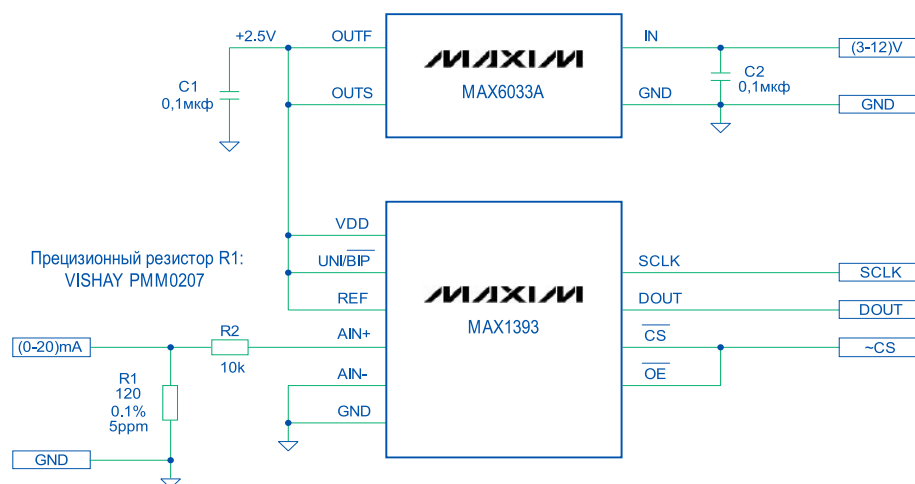 +2.5V
OUTF
IN
(3-12)V
MAXIM
MAX6033A
C1
0,1мкф
C2
0,1мкф
OUTS
GND
GND
VDD
Прецизионный резистор R1:
VISHAY PMM0207
UNI/BIP
SCLK
SCLK
REF
MAXIM
MAX1393
DOUT
DOUT
(0-20)mA
R2
10k
AIN+
CS
~CS
R1
120
0.1%
5ppm
AIN-
OE
GND
GND